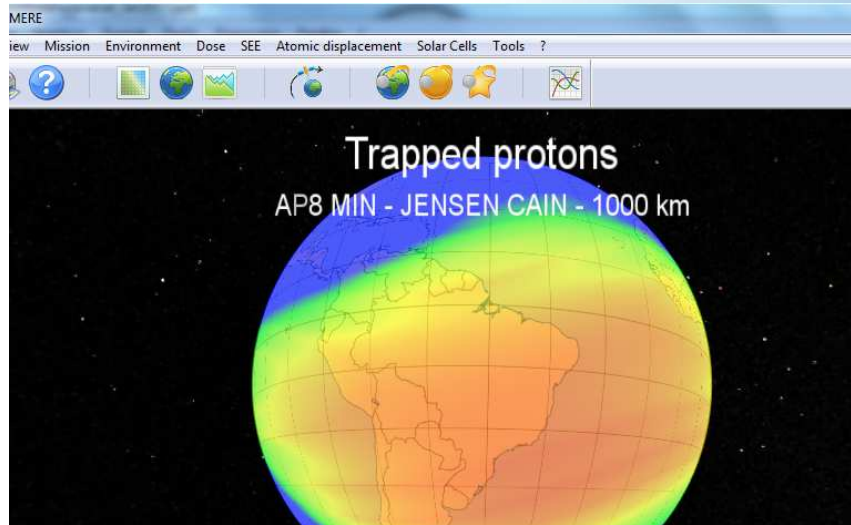 MERE
iew Mission Environment Dose SEE Atomic displacement Solar Cells Tools ?
Trapped protons
AP8 MIN - JENSEN CAIN - 1000 km